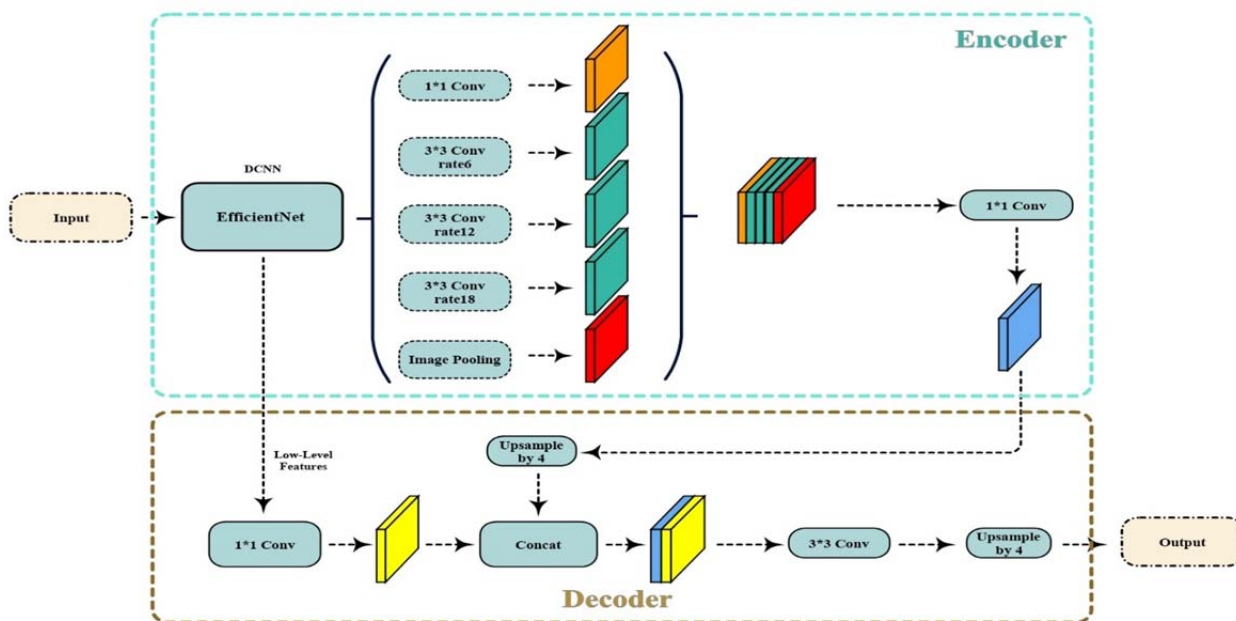 Encoder
1*1 Conv
3*3 Conv
rate6
DCNN
Input
EfficientNet
3*3 Conv
rate12
1*1 Conv
3*3 Conv
rate18
Image Pooling
Upsample
by 4
Low-Level
Features
1*1 Conv
Concat
3*3 Conv
Upsample
by 4
Output
Decoder